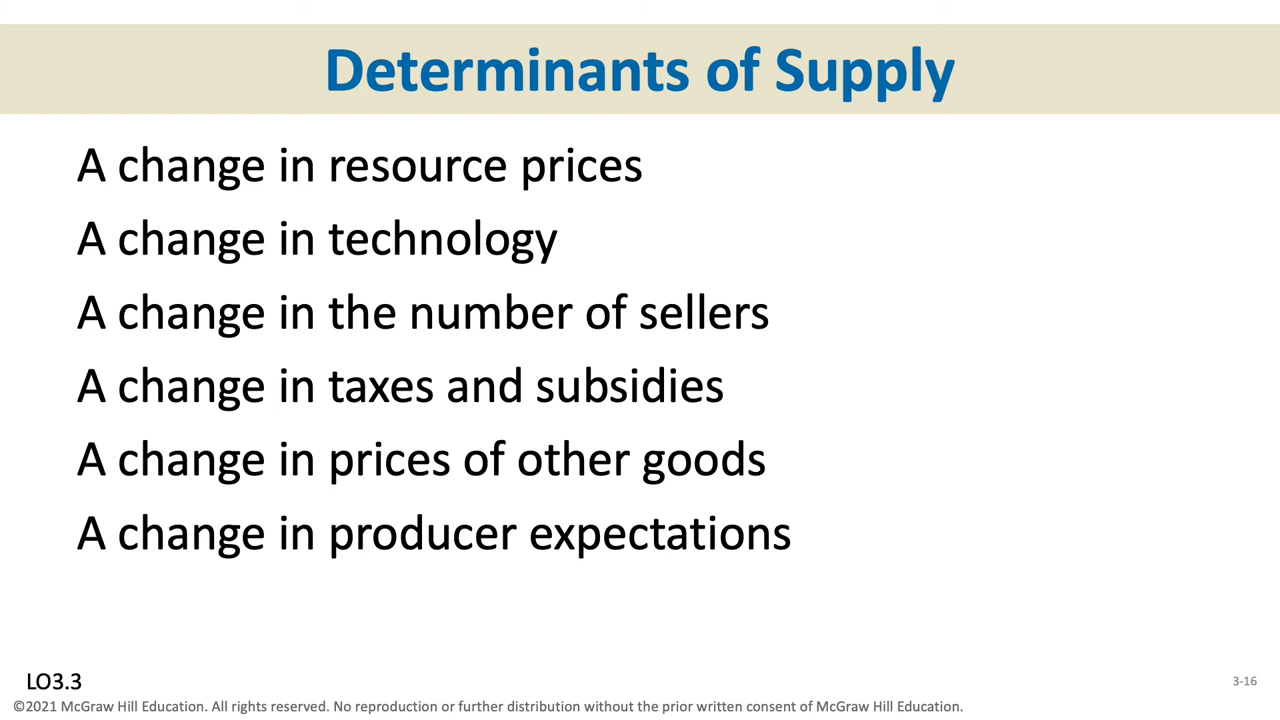 Determinants of Supply
A change in resource prices
A change in technology
A change in the number of sellers
A change in taxes and subsidies
A change in prices of other goods
A change in producer expectations
LO3.3
3-16
©2021 McGraw Hill Education. All rights reserved. No reproduction or further distribution without the prior written consent of McGraw Hill Education.